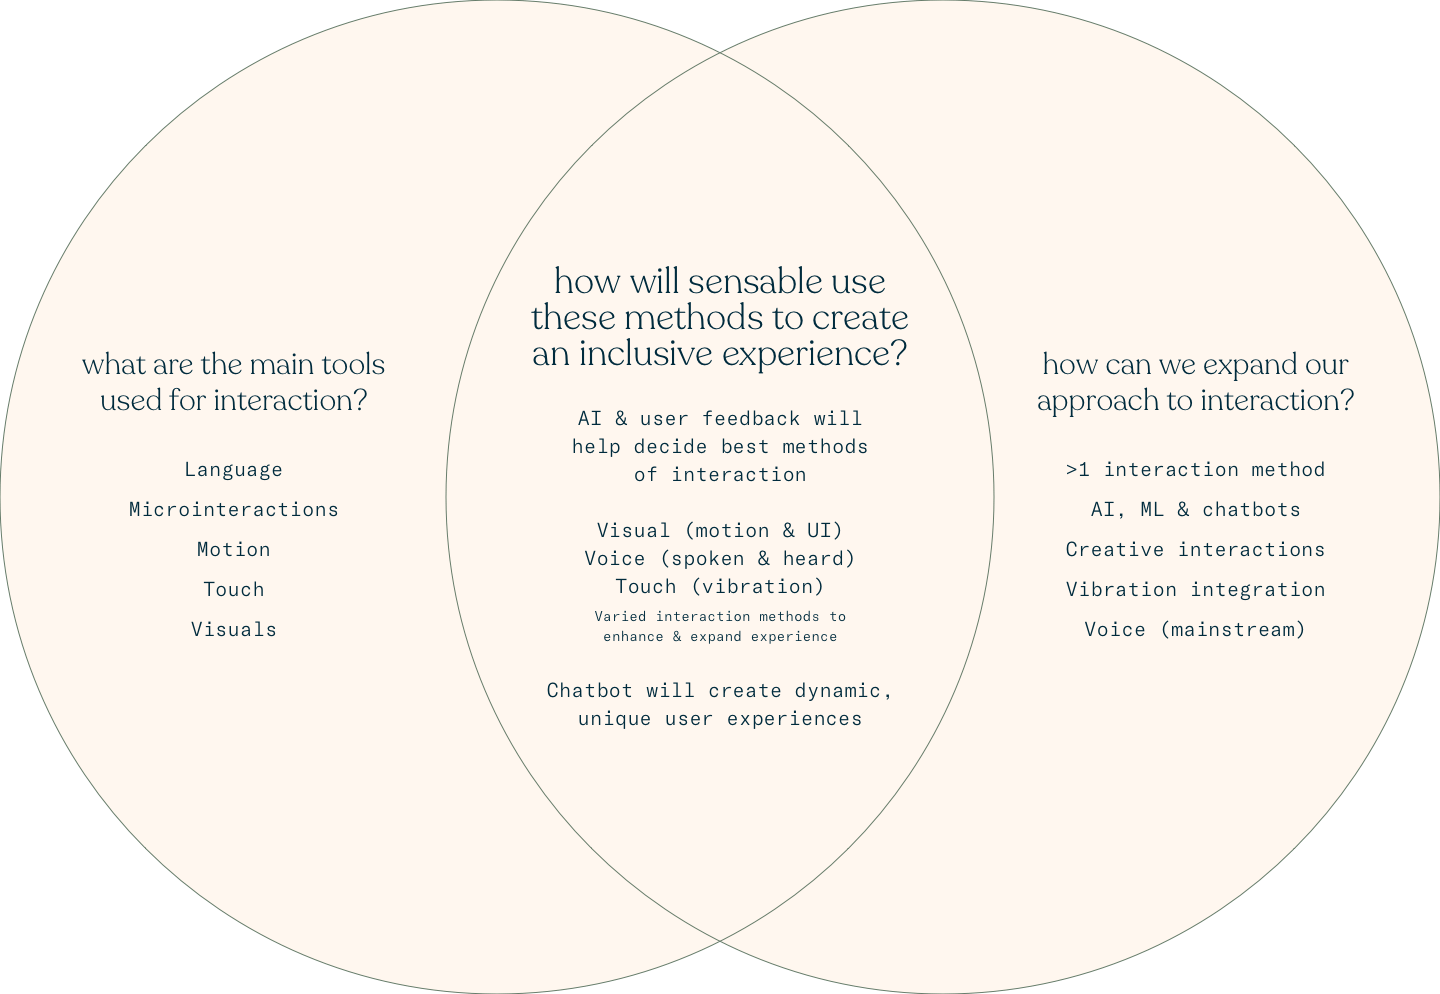 what are the main tools
used for interaction?
Language
Microinteractions
Motion
Touch
Visuals
how will sensable use
these methods to create
an inclusive experience?
AI & user feedback will
help decide best methods
of interaction
Visual (motion & UI)
Voice (spoken & heard)
Touch (vibration)
Varied interaction methods to
enhance & expand experience
Chatbot will create dynamic,
unique user experiences
how can we expand our
approach to interaction?
>1 interaction method
AI, ML & chatbots
Creative interactions
Vibration integration
Voice (mainstream)